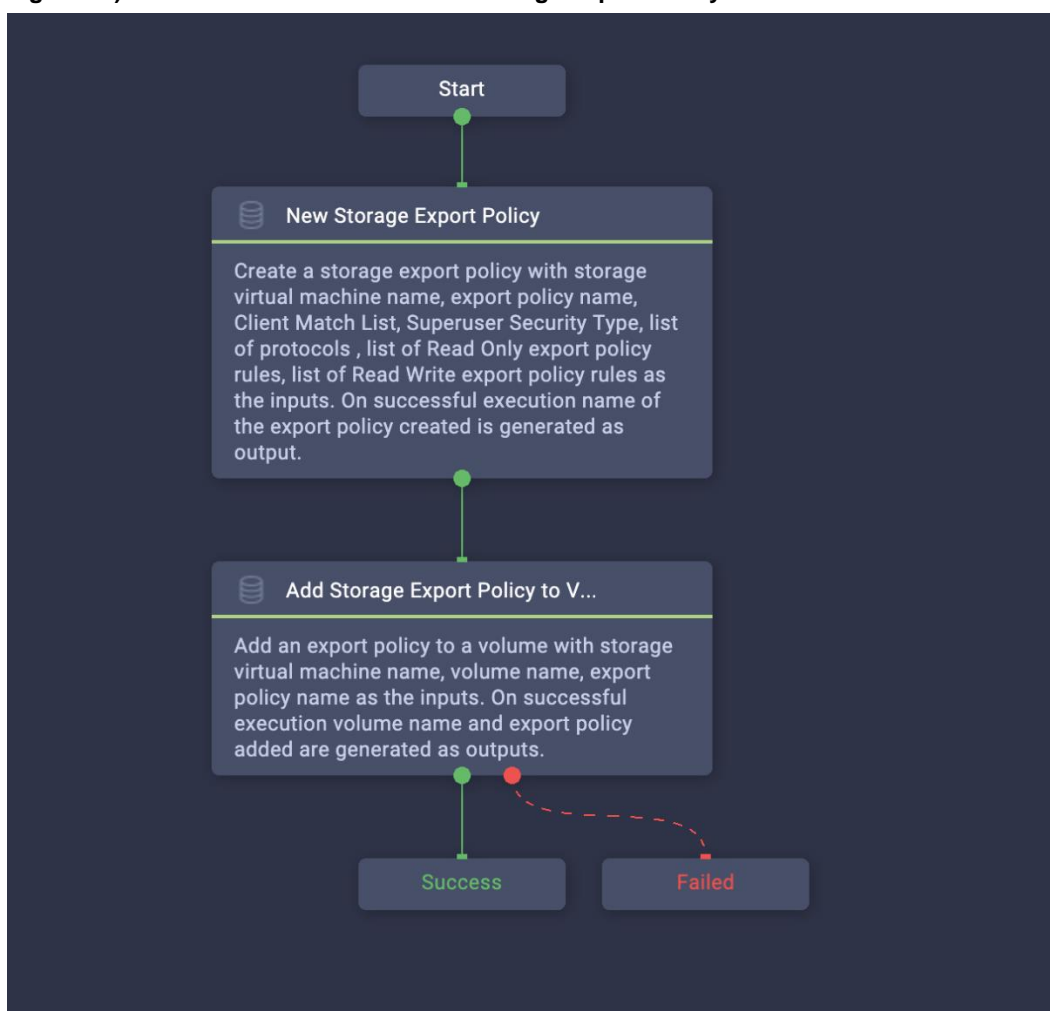 Start
New Storage Export Policy
Create a storage export policy with storage
virtual machine name, export policy name,
Client Match List, Superuser Security Type, list
of protocols , list of Read Only export policy
rules, list of Read Write export policy rules as
the inputs. On successful execution name of
the export policy created is generated as
output.
Add Storage Export Policy to V...
Add an export policy to a volume with storage
virtual machine name, volume name, export
policy name as the inputs. On successful
execution volume name and export policy
added are generated as outputs.
Success
Failed